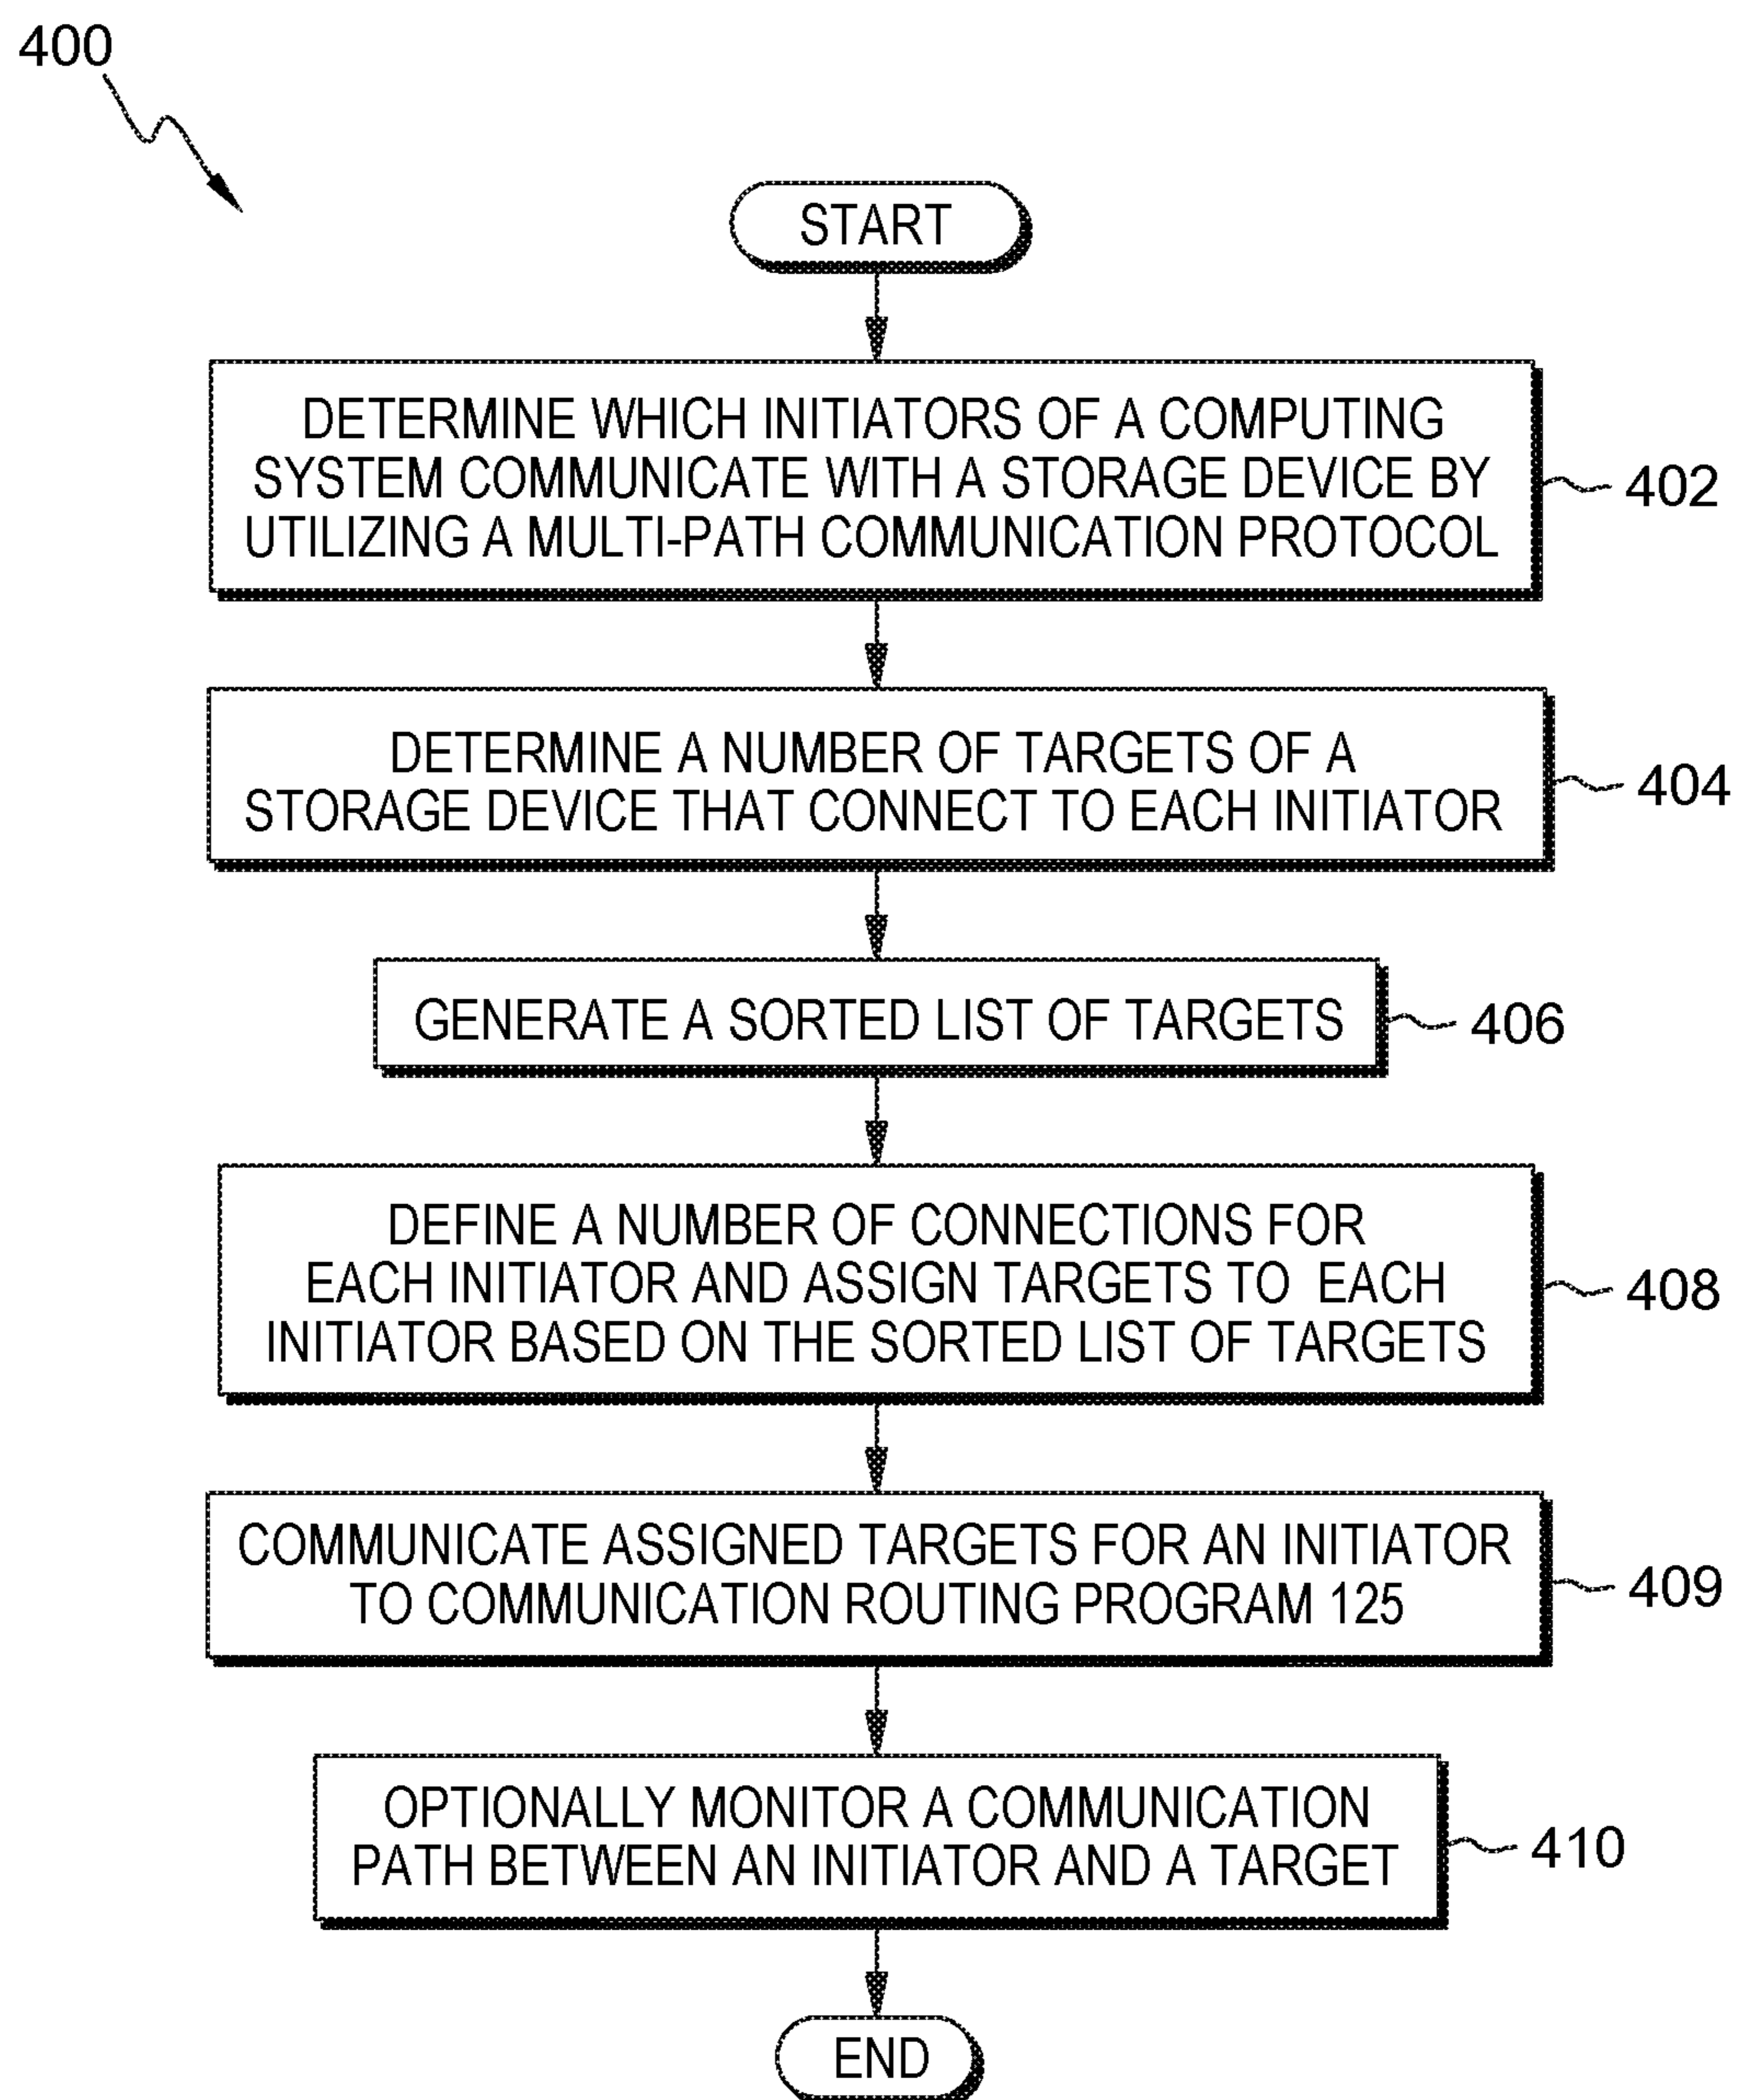 400
START
DETERMINE WHICH INITIATORS OF A COMPUTING
SYSTEM COMMUNICATE WITH A STORAGE DEVICE BY
UTILIZING A MULTI-PATH COMMUNICATION PROTOCOL
402
DETERMINE A NUMBER OF TARGETS OF A
STORAGE DEVICE THAT CONNECT TO EACH INITIATOR
404
GENERATE A SORTED LIST OF TARGETS
406
DEFINE A NUMBER OF CONNECTIONS FOR
EACH INITIATOR AND ASSIGN TARGETS TO EACH
INITIATOR BASED ON THE SORTED LIST OF TARGETS
408
COMMUNICATE ASSIGNED TARGETS FOR AN INITIATOR
TO COMMUNICATION ROUTING PROGRAM 125
409
OPTIONALLY MONITOR A COMMUNICATION
PATH BETWEEN AN INITIATOR AND A TARGET
410
END